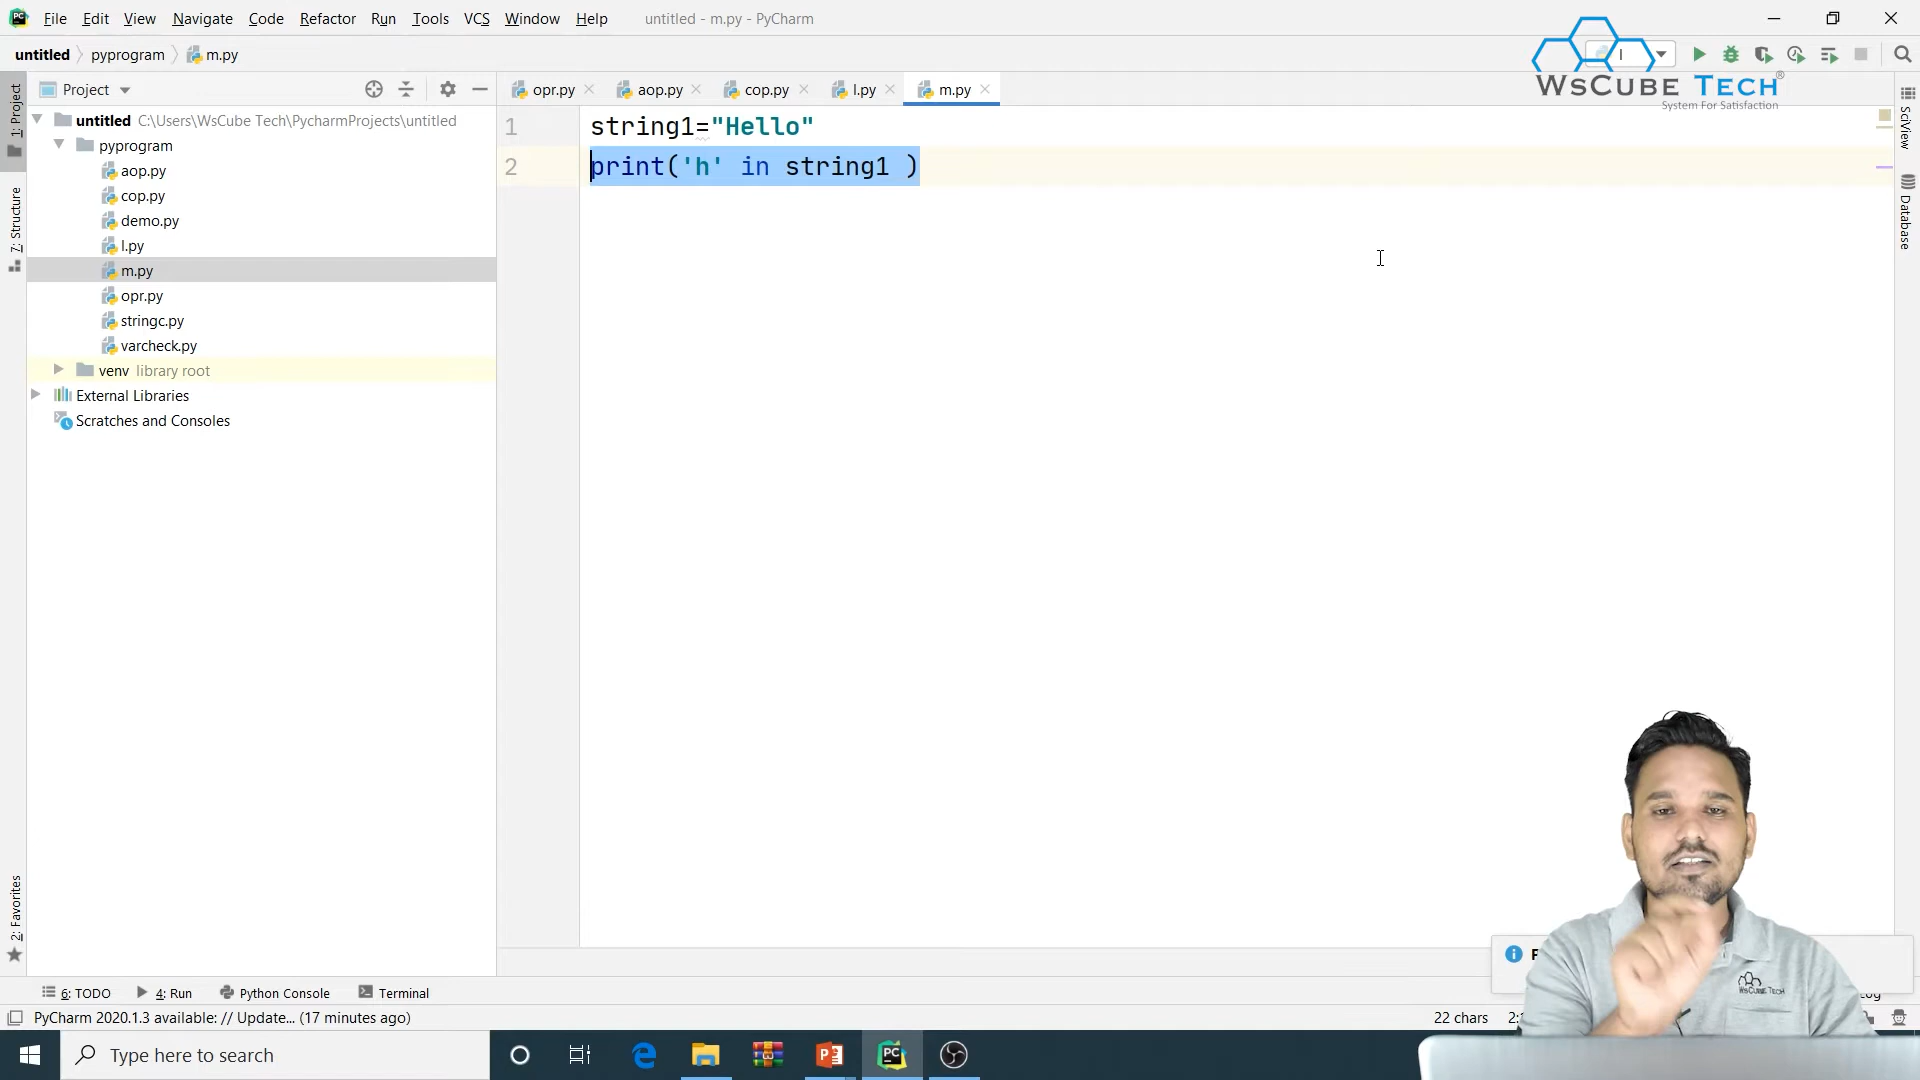 File Edit View Navigate Code Refactor Run Tools VCS Window Help untitled - m.py - PyCharm
untitled pyprogram m.py
WsCube Tech®
System For Satisfaction
Project
opr.py aop.py cop.py l.py m.py
1: Project
7: Structure
2: Favorites
untitled C:\Users\WsCube Tech\PycharmProjects\untitled
pyprogram
aop.py
cop.py
demo.py
l.py
m.py
opr.py
stringc.py
varcheck.py
venv library root
External Libraries
Scratches and Consoles
1 string1="Hello"
2 print('h' in string1 )
SciView
Database
WsCube Tech
6: TODO 4: Run Python Console Terminal
PyCharm 2020.1.3 available: // Update... (17 minutes ago)
22 chars
Type here to search